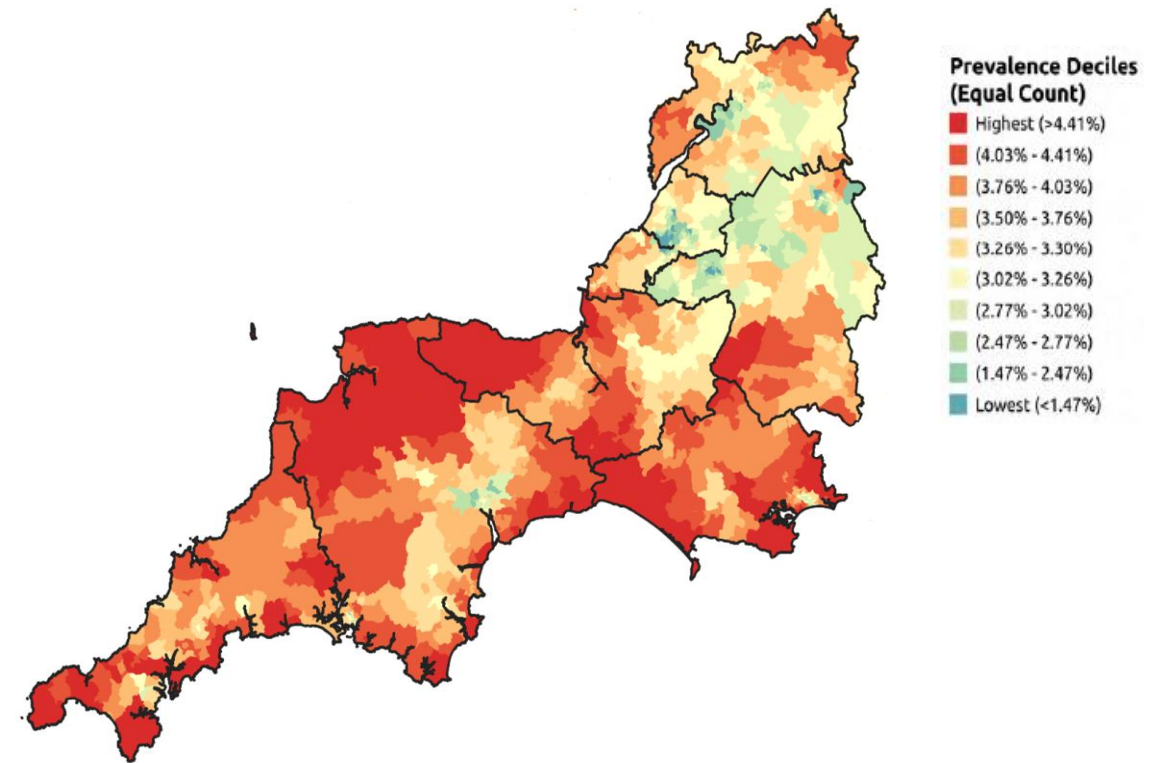 Prevalence Deciles
(Equal Count)
Highest (>4.41%)
(4.03% - 4.41%)
(3.76% - 4.03%)
(3.50% - 3.76%)
(3.26% - 3.30%)
(3.02% - 3.26%)
(2.77% - 3.02%)
(2.47% - 2.77%)
(1.47% - 2.47%)
Lowest (<1.47%)